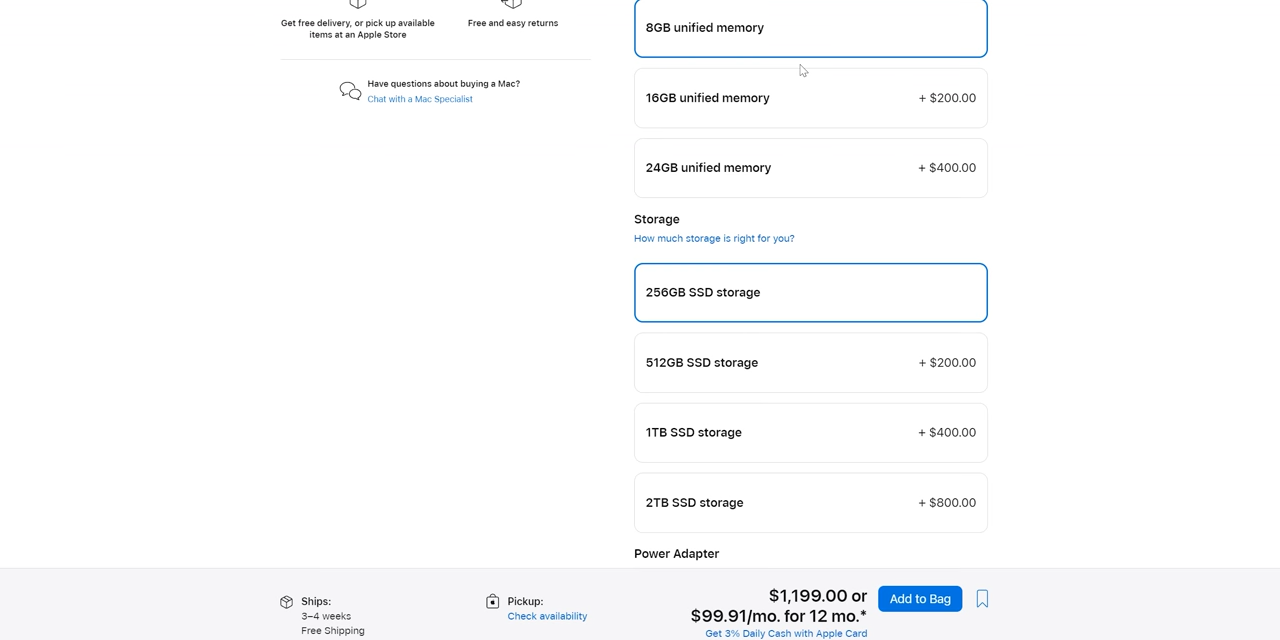 Get free delivery, or pick up available
items at an Apple Store
Free and easy returns
Have questions about buying a Mac?
Chat with a Mac Specialist
8GB unified memory
16GB unified memory + $200.00
24GB unified memory + $400.00
Storage
How much storage is right for you?
256GB SSD storage
512GB SSD storage + $200.00
1TB SSD storage + $400.00
2TB SSD storage + $800.00
Power Adapter
Ships:
3–4 weeks
Free Shipping
Pickup:
Check availability
$1,199.00 or
$99.91/mo. for 12 mo.*
Get 3% Daily Cash with Apple Card
Add to Bag